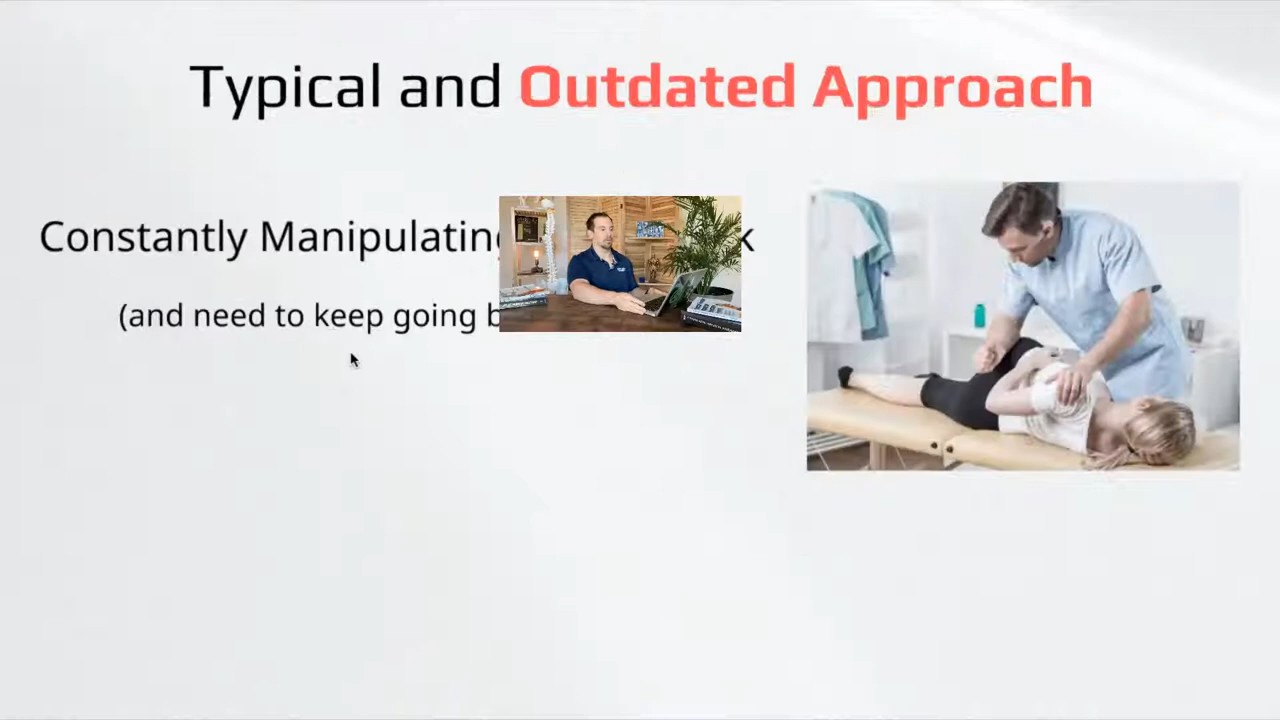 Typical and Outdated Approach
Constantly Manipulating
(and need to keep going